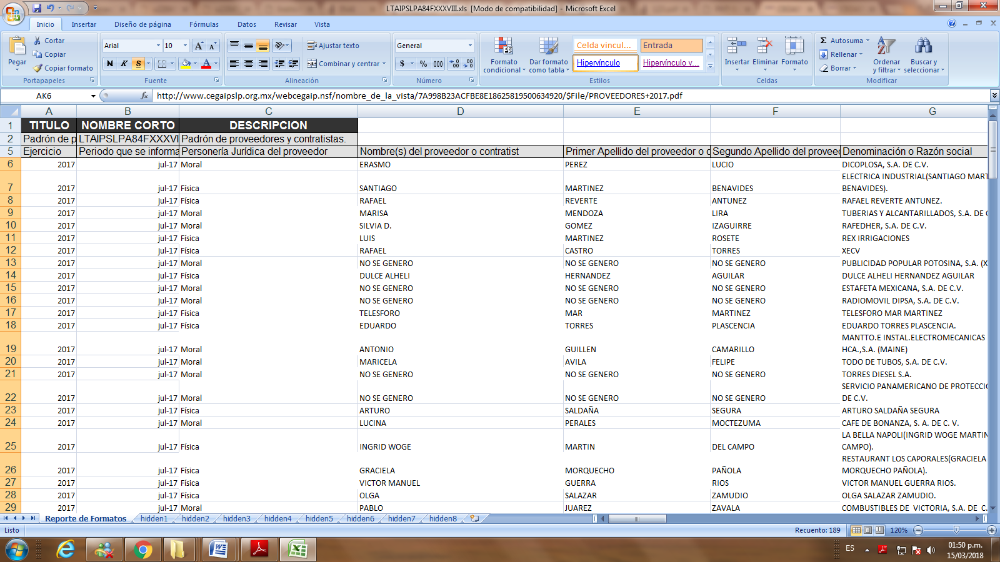 LTAIPSLPA84FXXXVIII.xls  [Modo de compatibilidad] - Microsoft Excel
Inicio Insertar Diseño de página Fórmulas Datos Revisar Vista
Pegar Cortar Copiar Copiar formato Portapapeles
Arial 10 N K S Fuente
Ajustar texto Combinar y centrar Alineación
General $ % 000 Número
Formato condicional Dar formato como tabla Celda vincul... Entrada Hipervínculo Hipervínculo v... Estilos
Insertar Eliminar Formato Celdas
Σ Autosuma Rellenar Borrar Ordenar y filtrar Buscar y seleccionar Modificar
AK6 fx http://www.cegaipslp.org.mx/webcegaip.nsf/nombre_de_la_vista/7A998B23ACFBE8E18625819500634920/$File/PROVEEDORES+2017.pdf
A B C D E F G
1 TITULO NOMBRE CORTO DESCRIPCION
2 Padrón de p LTAIPSLPA84FXXXVI Padrón de proveedores y contratistas.
5 Ejercicio Periodo que se informa Personería Jurídica del proveedor Nombre(s) del proveedor o contratist Primer Apellido del proveedor o c Segundo Apellido del provee Denominación o Razón social
6 2017 jul-17 Moral ERASMO PEREZ LUCIO DICOPLOSA, S.A. DE C.V.
ELECTRICA INDUSTRIAL(SANTIAGO MART
7 2017 jul-17 Física SANTIAGO MARTINEZ BENAVIDES BENAVIDES).
8 2017 jul-17 Física RAFAEL REVERTE ANTUNEZ RAFAEL REVERTE ANTUNEZ.
9 2017 jul-17 Moral MARISA MENDOZA LIRA TUBERIAS Y ALCANTARILLADOS, S.A. DE C
10 2017 jul-17 Moral SILVIA D. GOMEZ IZAGUIRRE RAFEDHER, S.A. DE C.V.
11 2017 jul-17 Física LUIS MARTINEZ ROSETE REX IRRIGACIONES
12 2017 jul-17 Física RAFAEL CASTRO TORRES XECV
13 2017 jul-17 Moral NO SE GENERO NO SE GENERO NO SE GENERO PUBLICIDAD POPULAR POTOSINA, S.A. (X
14 2017 jul-17 Física DULCE ALHELI HERNANDEZ AGUILAR DULCE ALHELI HERNANDEZ AGUILAR
15 2017 jul-17 Moral NO SE GENERO NO SE GENERO NO SE GENERO ESTAFETA MEXICANA, S.A. DE C.V.
16 2017 jul-17 Moral NO SE GENERO NO SE GENERO NO SE GENERO RADIOMOVIL DIPSA, S.A. DE C.V.
17 2017 jul-17 Física TELESFORO MAR MARTINEZ TELESFORO MAR MARTINEZ
18 2017 jul-17 Física EDUARDO TORRES PLASCENCIA EDUARDO TORRES PLASCENCIA.
MANTTO.E INSTAL.ELECTROMECANICAS
19 2017 jul-17 Moral ANTONIO GUILLEN CAMARILLO HCA.,S.A. (MAINE)
20 2017 jul-17 Moral MARICELA AVILA FELIPE TODO DE TUBOS, S.A. DE C.V.
21 2017 jul-17 Moral NO SE GENERO NO SE GENERO NO SE GENERO TORRES DIESEL S.A.
SERVICIO PANAMERICANO DE PROTECCIO
22 2017 jul-17 Moral NO SE GENERO NO SE GENERO NO SE GENERO DE C.V.
23 2017 jul-17 Física ARTURO SALDAÑA SEGURA ARTURO SALDAÑA SEGURA
24 2017 jul-17 Moral LUCINA PERALES MOCTEZUMA CAFE DE BONANZA, S. A. DE C. V.
LA BELLA NAPOLI(INGRID WOGE MARTIN
25 2017 jul-17 Física INGRID WOGE MARTIN DEL CAMPO CAMPO).
RESTAURANT LOS CAPORALES(GRACIELA
26 2017 jul-17 Física GRACIELA MORQUECHO PAÑOLA MORQUECHO PAÑOLA).
27 2017 jul-17 Física VICTOR MANUEL GUERRA RIOS VICTOR MANUEL GUERRA RIOS.
28 2017 jul-17 Física OLGA SALAZAR ZAMUDIO OLGA SALAZAR ZAMUDIO.
29 2017 jul-17 Moral PABLO JUAREZ ZAVALA COMBUSTIBLES DE  VICTORIA, S.A. DE  C.
Reporte de Formatos hidden1 hidden2 hidden3 hidden4 hidden5 hidden6 hidden7 hidden8
Listo Recuento: 189 120%
ES 01:50 p.m.
15/03/2018